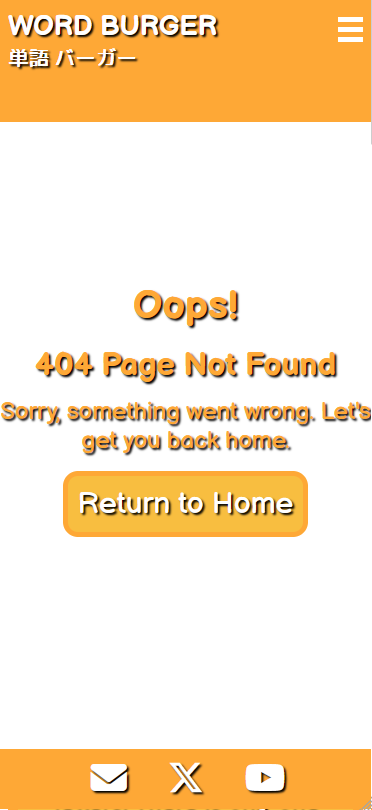 WORD BURGER
単語 バーガー
Oops!
404 Page Not Found
Sorry, something went wrong. Let's
get you back home.
Return to Home